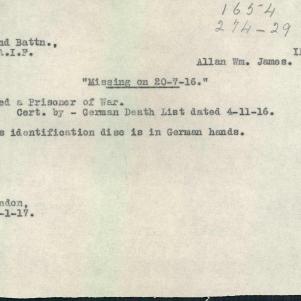 1654
274-29
nd Battn.,
A.I.F.
Allan Wm. James.
"Missing on 20-7-16."
ed a Prisoner of War.
Cert. by - German Death List dated 4-11-16.
s identification disc is in German hands.
ndon,
-1-17.